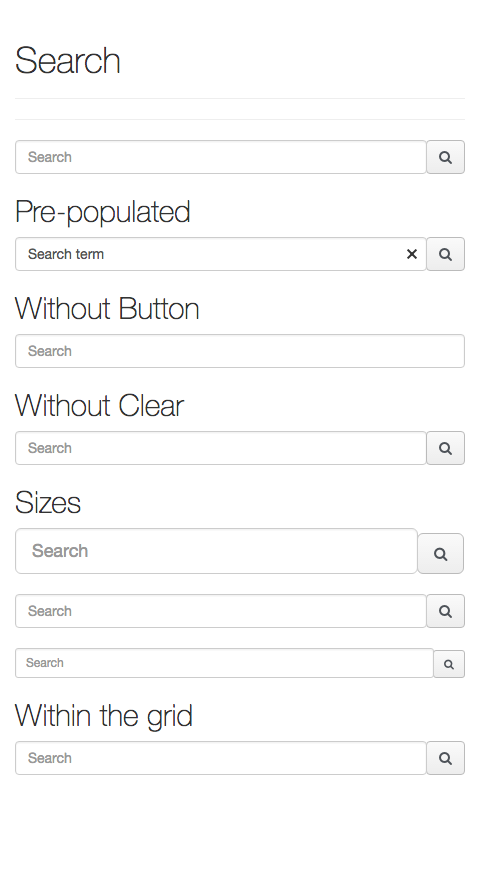 Search
Search
Pre-populated
Search term
Without Button
Search
Without Clear
Search
Sizes
Search
Search
Search
Within the grid
Search